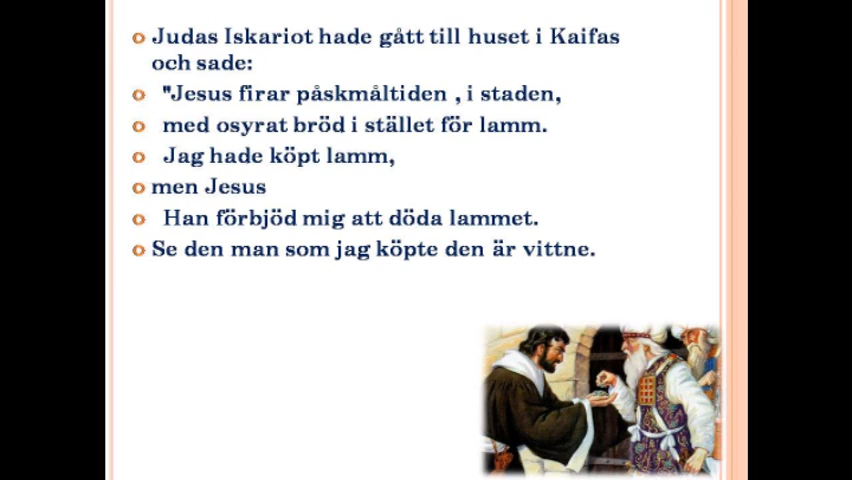 Judas Iskariot hade gått till huset i Kaifas
och sade:
"Jesus firar påskmåltiden , i staden,
med osyrat bröd i stället för lamm.
Jag hade köpt lamm,
men Jesus
Han förbjöd mig att döda lammet.
Se den man som jag köpte den är vittne.